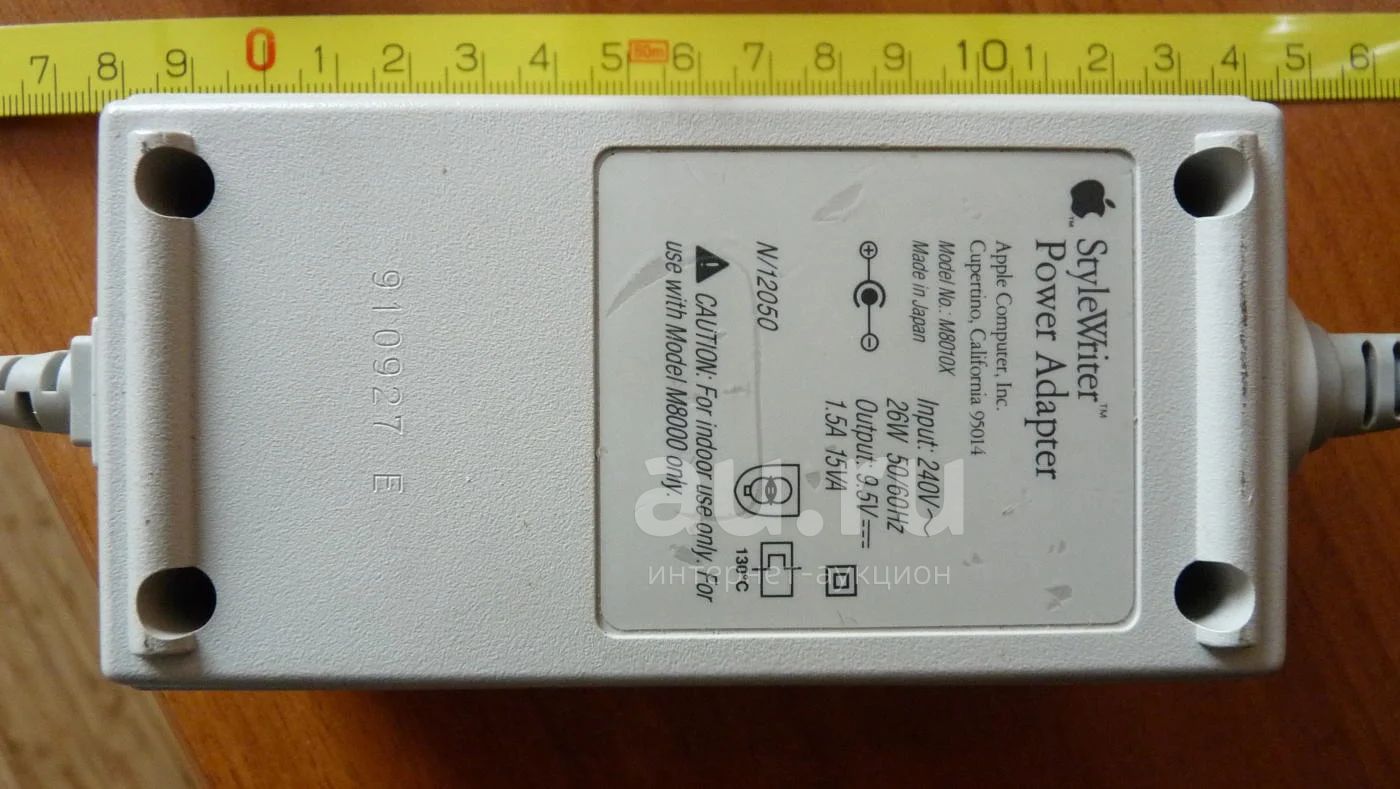 7 8 9 0 1 2 3 4 5 6 7 8 9 10 1 2 3 4 5 6
StyleWriter™
Power Adapter
Apple Computer, Inc.
Cupertino, California 95014
Model No.: M8010X
Made in Japan
Input: 240V~
26W 50/60Hz
Output: 9.5V⎓
1.5A 15VA
N/12050
130°C
⚠ CAUTION: For indoor use only. For
use with Model M8000 only.
910927 E
au.ru
интернет-аукцион